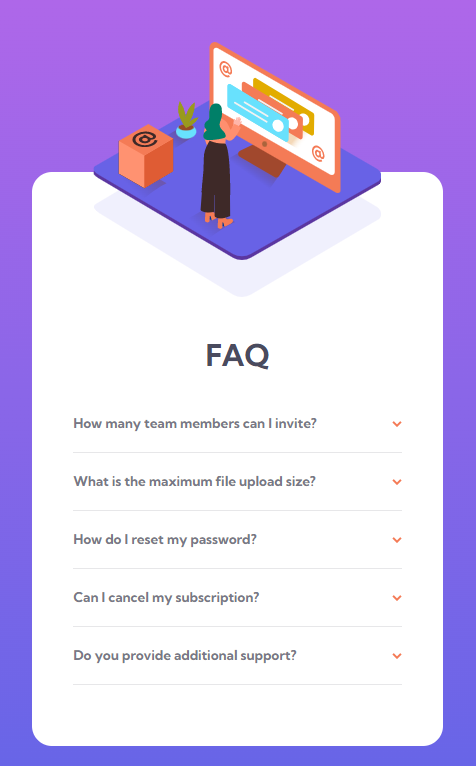 @
@
@
FAQ
How many team members can I invite?
What is the maximum file upload size?
How do I reset my password?
Can I cancel my subscription?
Do you provide additional support?